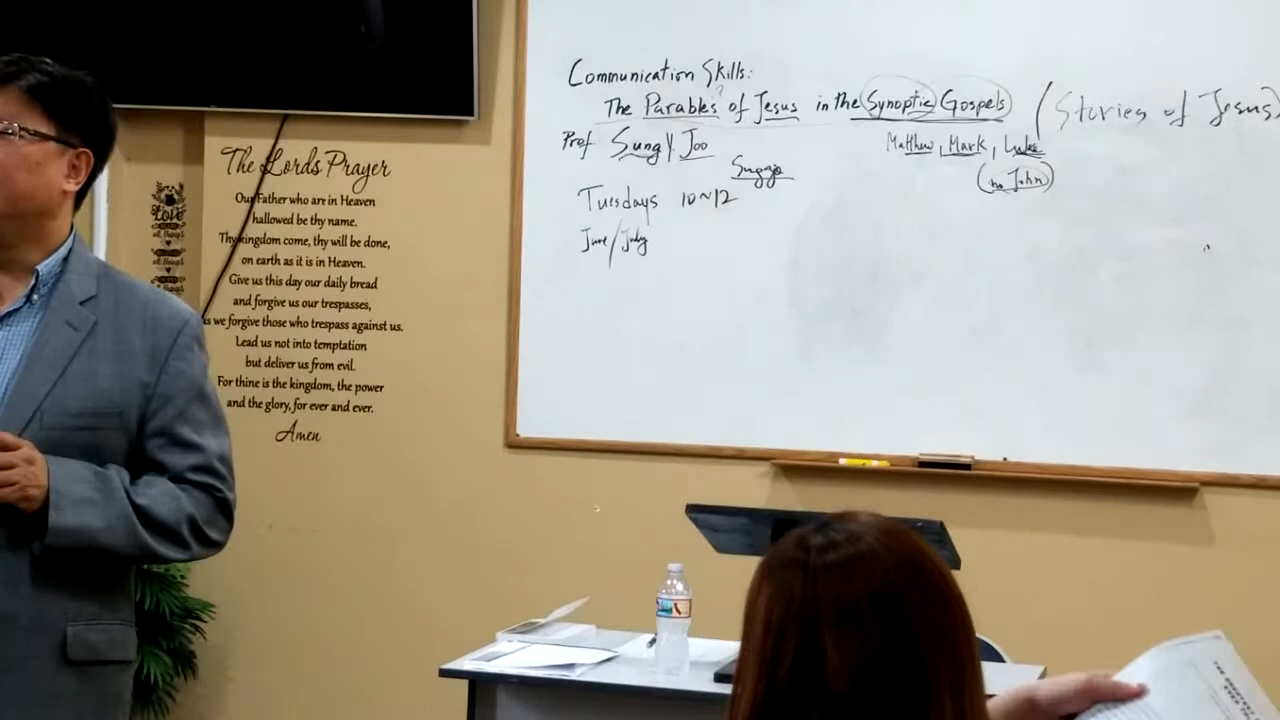 The Lords Prayer
Our Father who are in Heaven
hallowed be thy name.
Thy kingdom come, thy will be done,
on earth as it is in Heaven.
Give us this day our daily bread
and forgive us our trespasses,
as we forgive those who trespass against us.
Lead us not into temptation
but deliver us from evil.
For thine is the kingdom, the power
and the glory, for ever and ever.
Amen
Love
all things
all things
Communication Skills:
The Parables of Jesus in the Synoptic Gospels (Stories of Jesus)
Prof. Sung Y. Joo
Matthew, Mark, Luke
(no John)
Tuesdays 10~12
June/July